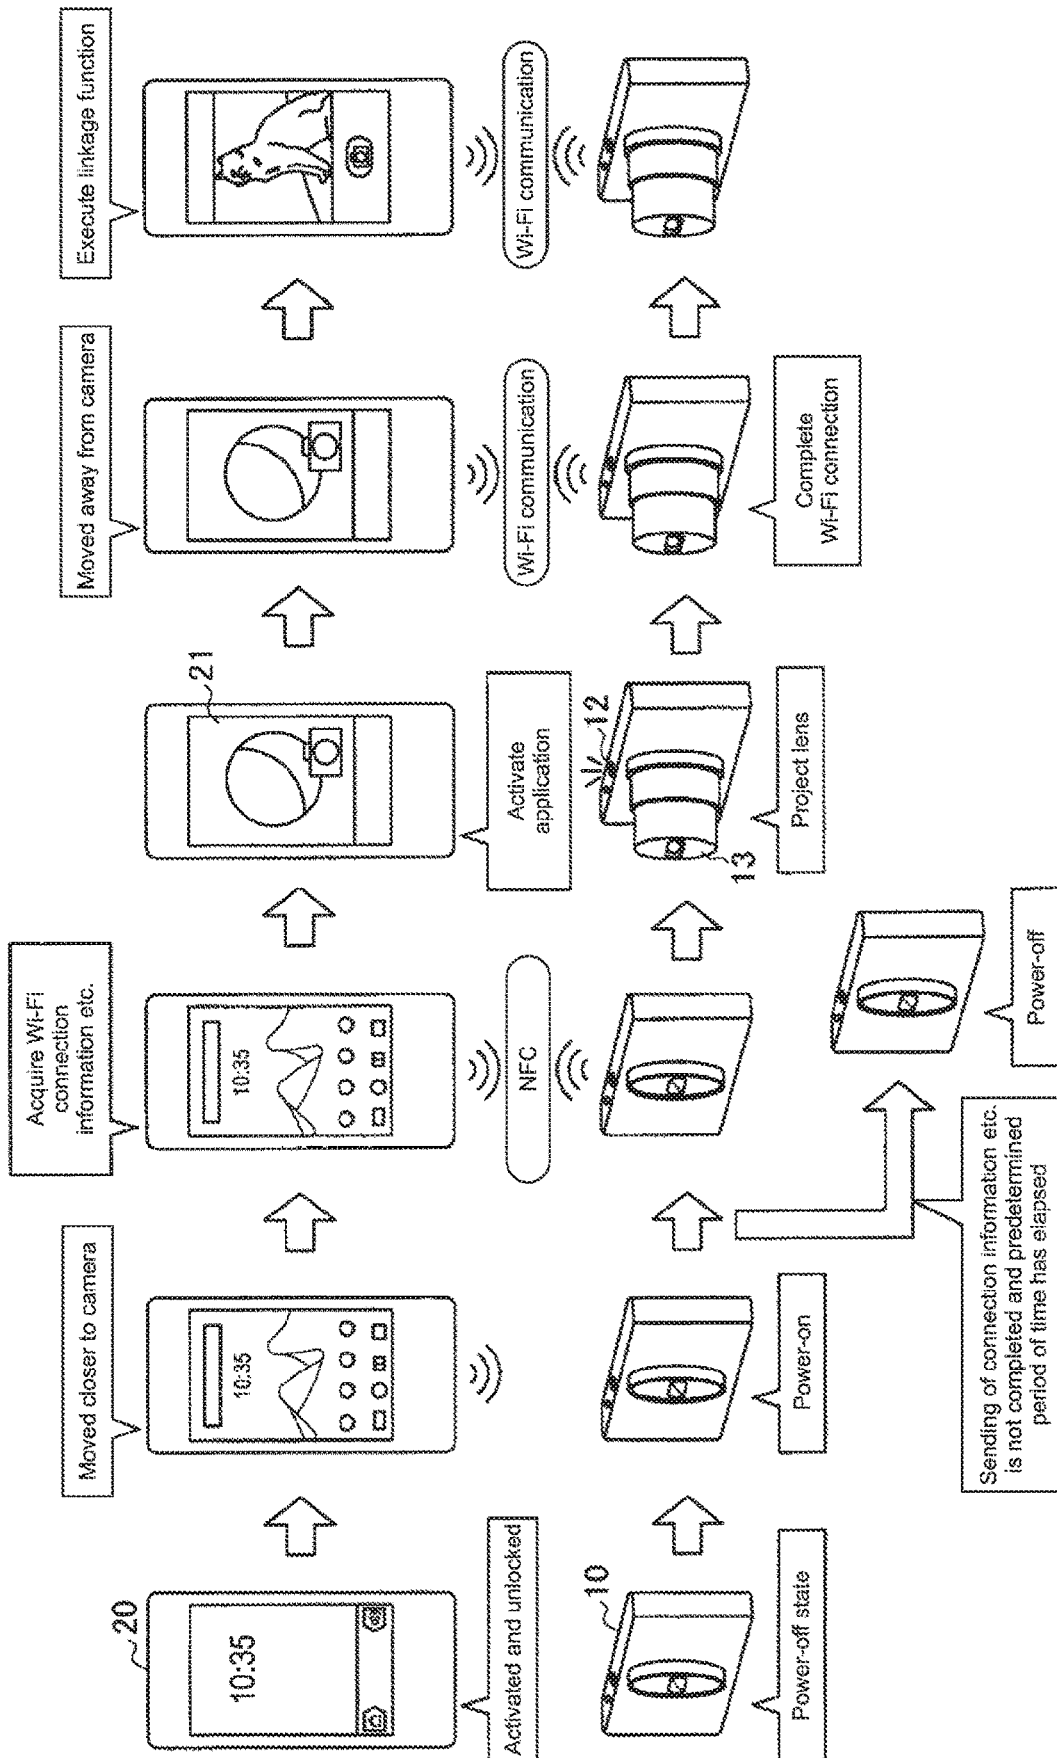 20
10:35
Activated and unlocked
Moved closer to camera
10:35
Acquire Wi-Fi
connection
information etc.
10:35
21
Activate
application
Moved away from camera
Execute linkage function
NFC
Wi-Fi communication
Wi-Fi communication
10
Power-off state
Power-on
12
13
Project lens
Complete
Wi-Fi connection
Sending of connection information etc.
is not completed and predetermined
period of time has elapsed
Power-off